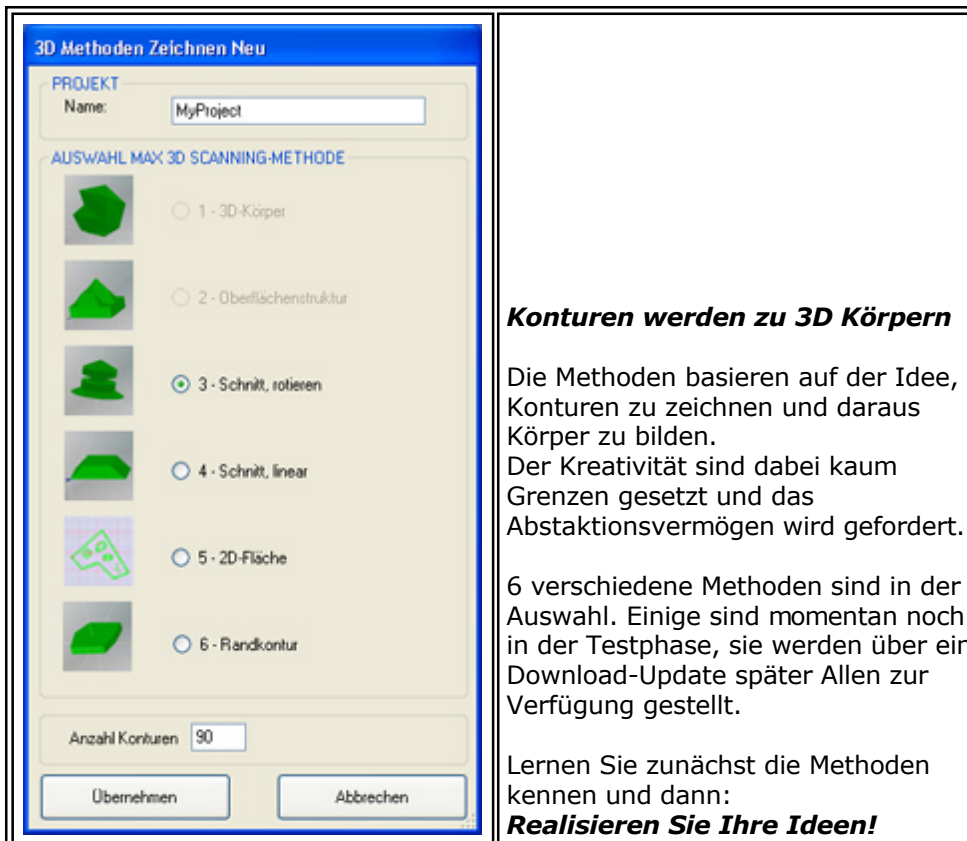 3D Methoden Zeichnen Neu
PROJEKT
Name:
MyProject
AUSWAHL MAX 3D SCANNING-METHODE
1 - 3D-Körper
2 - Oberflächenstruktur
3 - Schnitt, rotieren
4 - Schnitt, linear
5 - 2D-Fläche
6 - Randkontur
Anzahl Konturen 90
Übernehmen
Abbrechen
Konturen werden zu 3D Körpern
Die Methoden basieren auf der Idee,
Konturen zu zeichnen und daraus
Körper zu bilden.
Der Kreativität sind dabei kaum
Grenzen gesetzt und das
Abstaktionsvermögen wird gefordert.
6 verschiedene Methoden sind in der
Auswahl. Einige sind momentan noch
in der Testphase, sie werden über ein
Download-Update später Allen zur
Verfügung gestellt.
Lernen Sie zunächst die Methoden
kennen und dann:
Realisieren Sie Ihre Ideen!